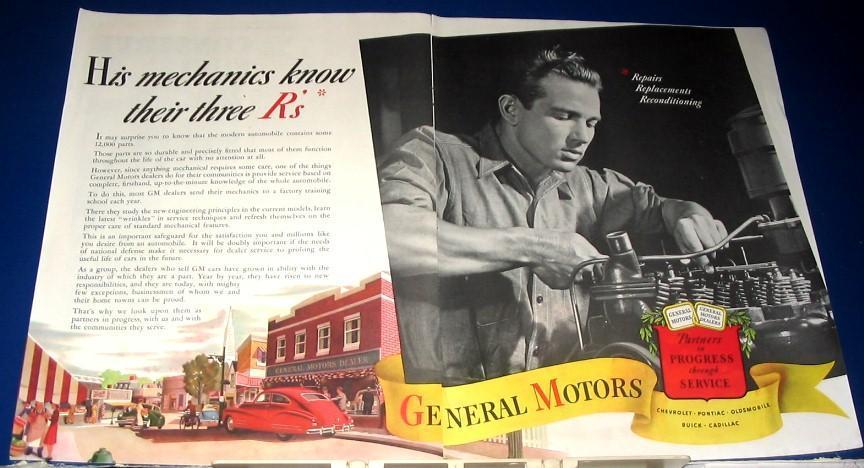 His mechanics know
their three R's *
It may surprise you to know that the modern automobile contains some
12,000 parts.
Those parts are so durable and precisely fitted that most of them function
throughout the life of the car with no attention at all.
However, since anything mechanical requires some care, one of the things
General Motors dealers do for their communities is provide service based on
complete, firsthand, up-to-the-minute knowledge of the whole automobile.
To do this, most GM dealers send their mechanics to a factory training
school each year.
There they study the new engineering principles in the current models, learn
the latest "wrinkles" in service techniques and refresh themselves on the
proper care of standard mechanical features.
This is an important safeguard for the satisfaction you and millions like
you desire from an automobile. It will be doubly important if the needs
of national defense make it necessary for dealer service to prolong the
useful life of cars in the future.
As a group, the dealers who sell GM cars have grown in ability with the
industry of which they are a part. Year by year, they have risen to new
responsibilities, and they are today, with mighty
few exceptions, businessmen of whom we and
their home towns can be proud.
That's why we look upon them as
partners in progress, with us and with
the communities they serve.
* Repairs
Replacements
Reconditioning
GENERAL MOTORS DEALER
GENERAL
MOTORS
GENERAL
MOTORS
DEALERS
Partners
in
PROGRESS
through
SERVICE
GENERAL MOTORS
CHEVROLET · PONTIAC · OLDSMOBILE
BUICK · CADILLAC